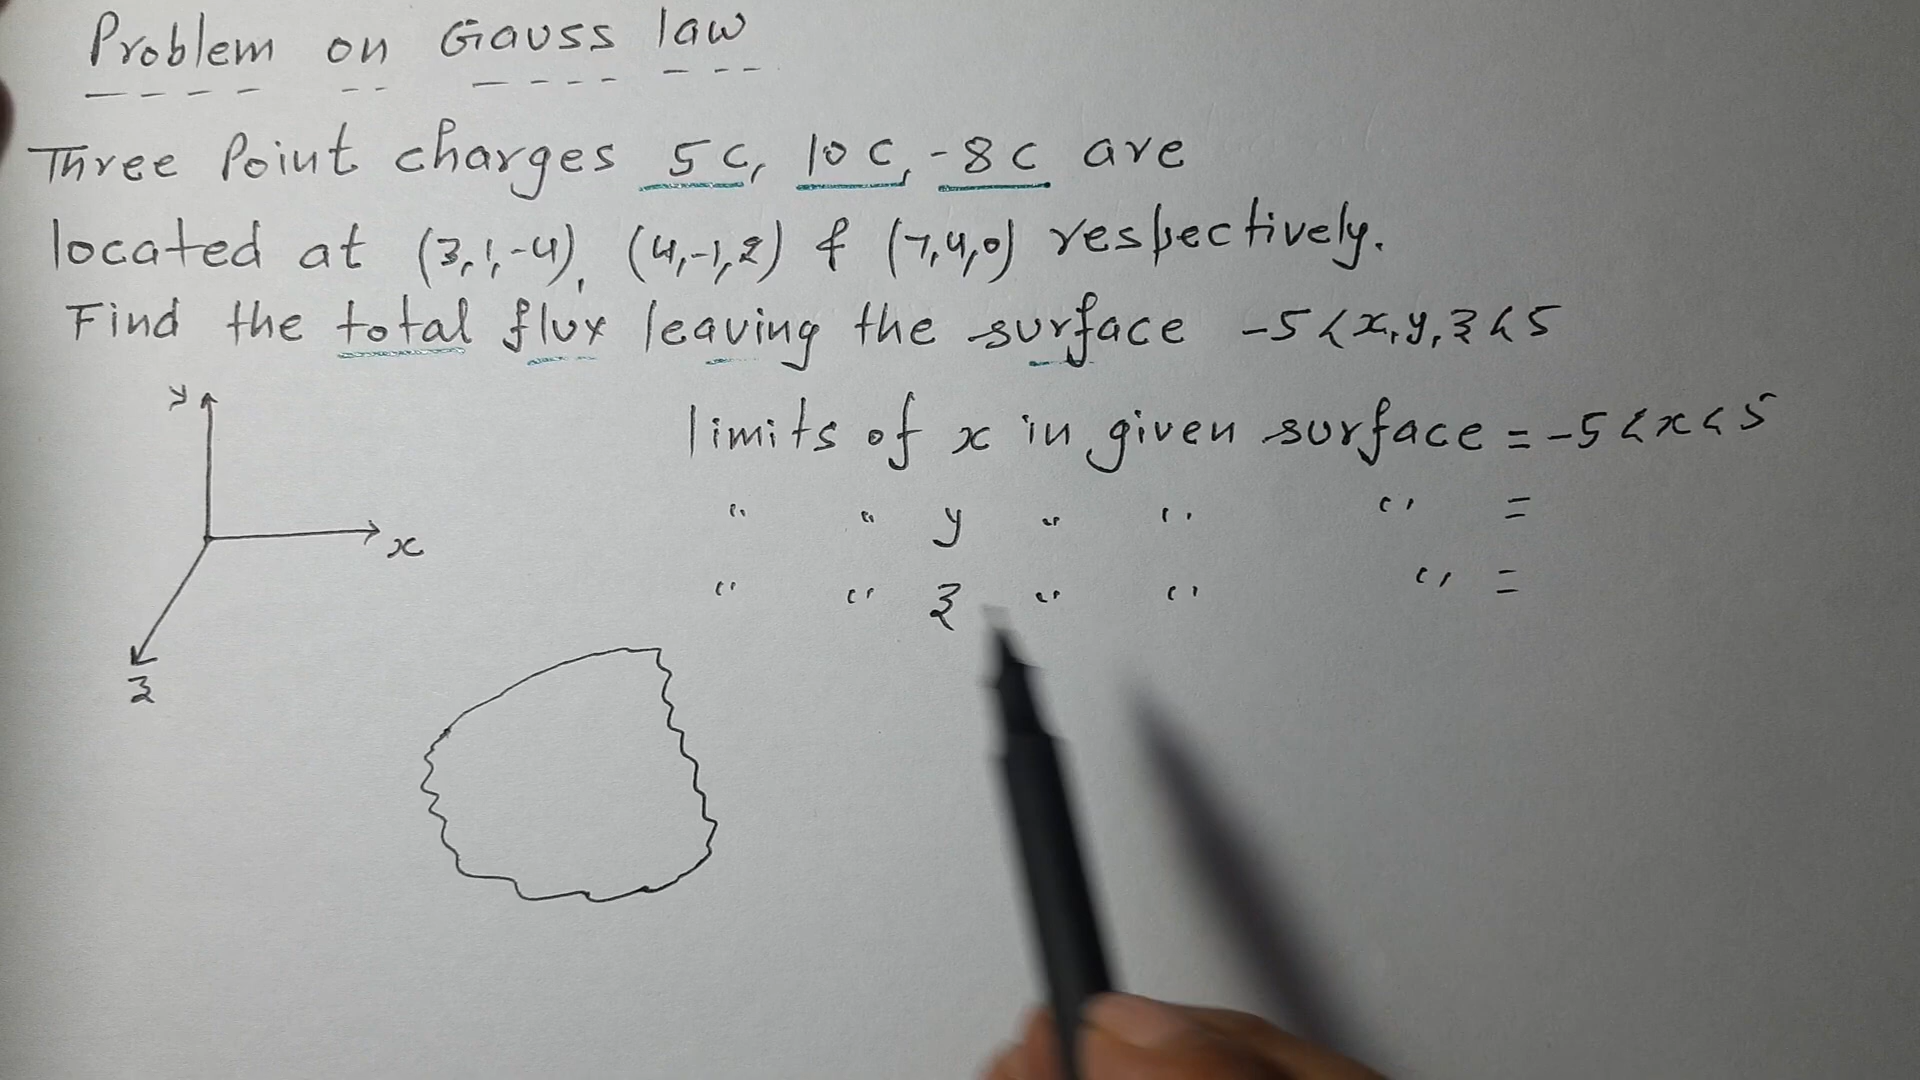 Problem on Gauss law
Three Point charges 5C, 10C, -8C are
located at (3,1,-4), (4,-1,2) & (7,4,0) respectively.
Find the total flux leaving the surface -5<x,y,z<5
y
x
z
limits of x in given surface = -5<x<5
" " y " " " =
" " z " " " =